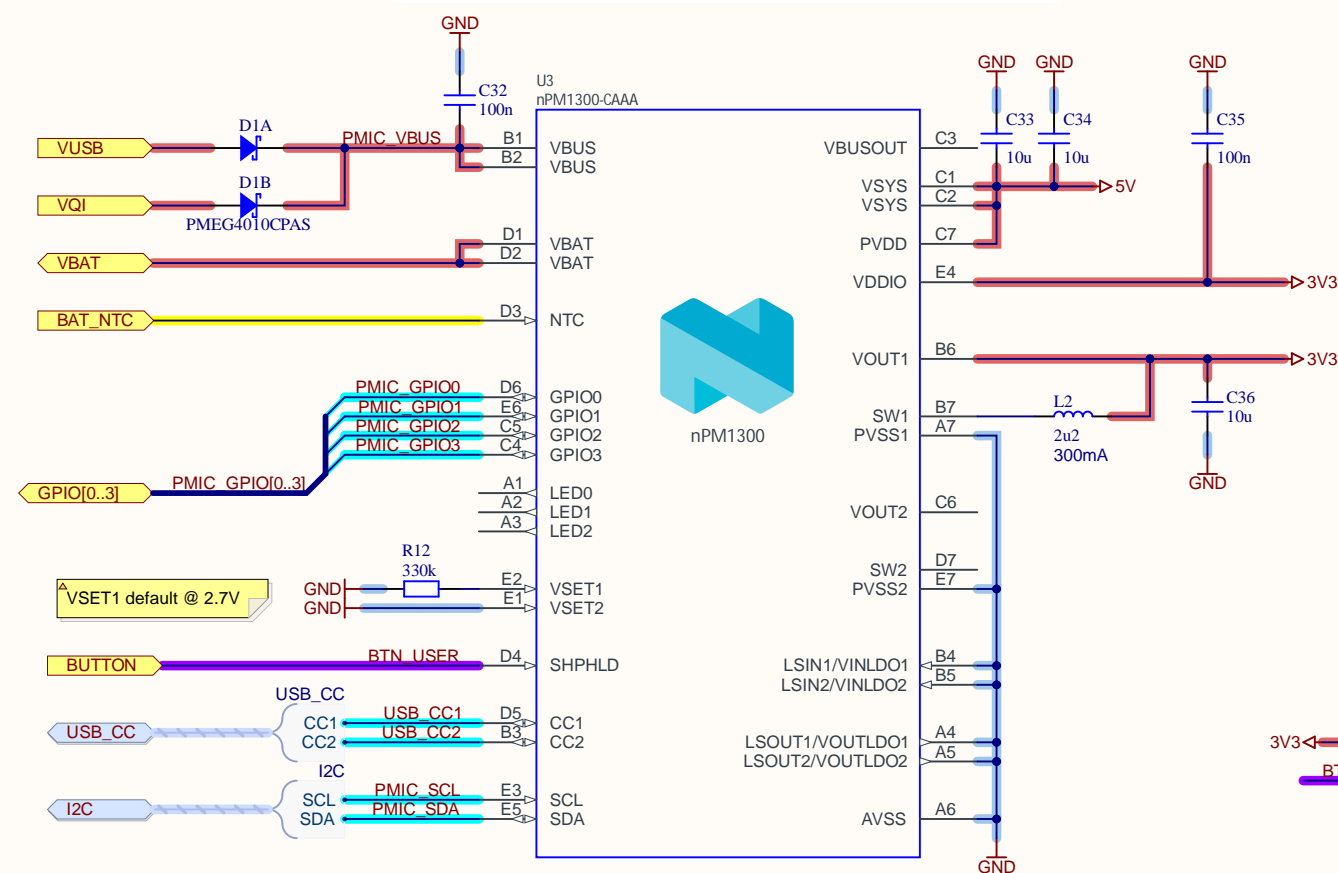 GND
U3
nPM1300-CAAA
C32
100n
VUSB
D1A
PMIC_VBUS
B1
VBUS
B2
VBUS
VQI
D1B
PMEG4010CPAS
VBAT
D1
VBAT
D2
VBAT
BAT_NTC
D3
NTC
PMIC_GPIO0
D6
GPIO0
PMIC_GPIO1
E6
GPIO1
PMIC_GPIO2
C5
GPIO2
PMIC_GPIO3
C4
GPIO3
GPIO[0..3]
PMIC_GPIO[0..3]
A1
LED0
A2
LED1
A3
LED2
VSET1 default @ 2.7V
R12
330k
GND
E2
VSET1
GND
E1
VSET2
BUTTON
BTN_USER
D4
SHPHLD
USB_CC
USB_CC
CC1
USB_CC1
D5
CC1
CC2
USB_CC2
B3
CC2
I2C
I2C
SCL
PMIC_SCL
E3
SCL
SDA
PMIC_SDA
E5
SDA
nPM1300
GND
GND
GND
C33
10u
C34
10u
C35
100n
VBUSOUT
C3
VSYS
C1
5V
VSYS
C2
PVDD
C7
VDDIO
E4
3V3
VOUT1
B6
3V3
SW1
B7
L2
2u2
300mA
C36
10u
GND
PVSS1
A7
VOUT2
C6
SW2
D7
PVSS2
E7
LSIN1/VINLDO1
B4
LSIN2/VINLDO2
B5
LSOUT1/VOUTLDO1
A4
LSOUT2/VOUTLDO2
A5
AVSS
A6
GND
3V3